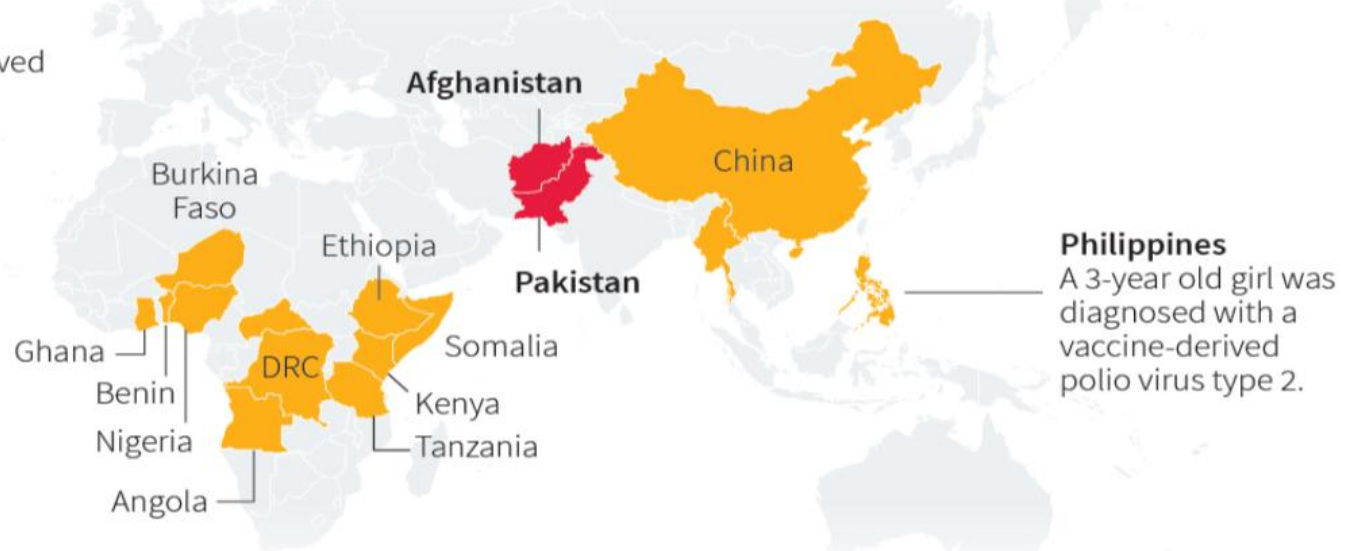 Afghanistan
China
Burkina
Faso
Ethiopia
Philippines
A 3-year old girl was
diagnosed with a
vaccine-derived
polio virus type 2.
Pakistan
Ghana
Somalia
DRC
Benin
Kenya
Nigeria
Tanzania
Angola